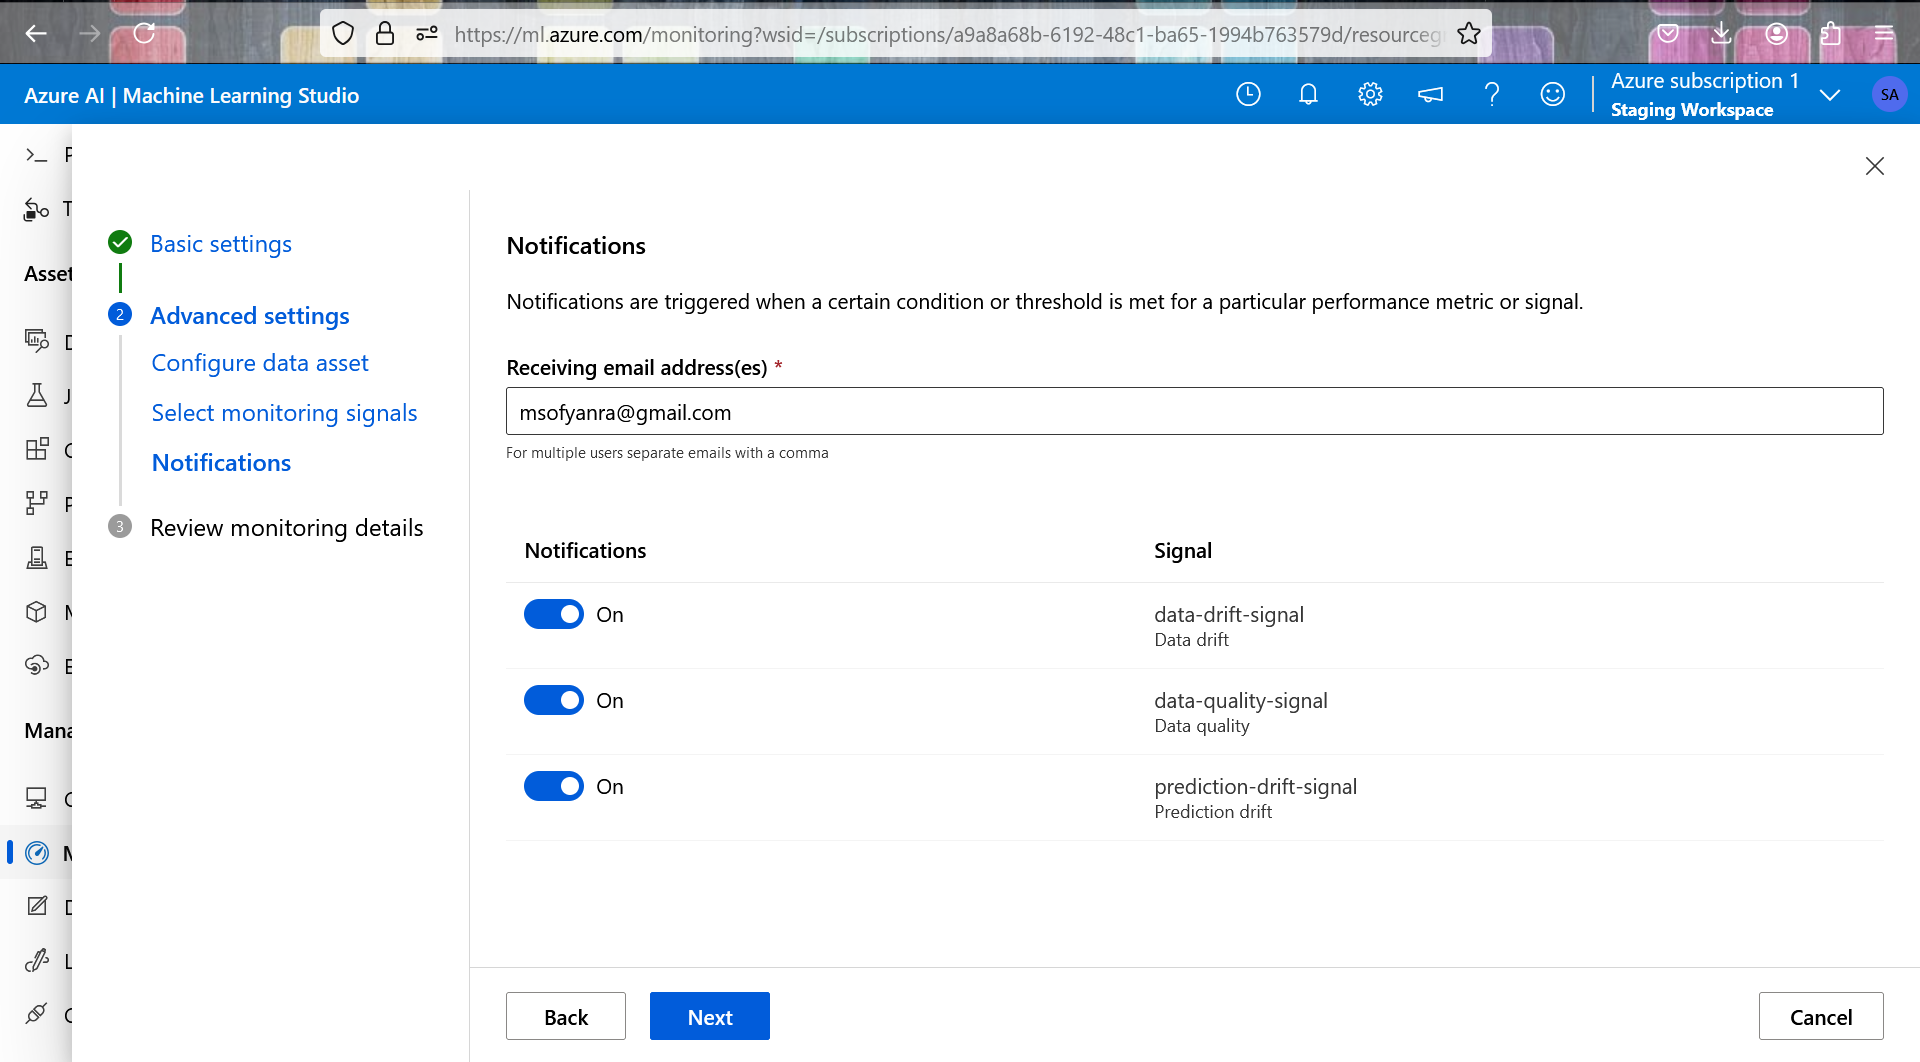 https://ml.azure.com/monitoring?wsid=/subscriptions/a9a8a68b-6192-48c1-ba65-1994b763579d/resourceg
Azure AI | Machine Learning Studio
Azure subscription 1
Staging Workspace
SA
Asset
Mana
Basic settings
2
Advanced settings
Configure data asset
Select monitoring signals
Notifications
3
Review monitoring details
Notifications
Notifications are triggered when a certain condition or threshold is met for a particular performance metric or signal.
Receiving email address(es) *
msofyanra@gmail.com
For multiple users separate emails with a comma
Notifications Signal
On data-drift-signal
Data drift
On data-quality-signal
Data quality
On prediction-drift-signal
Prediction drift
Back Next Cancel